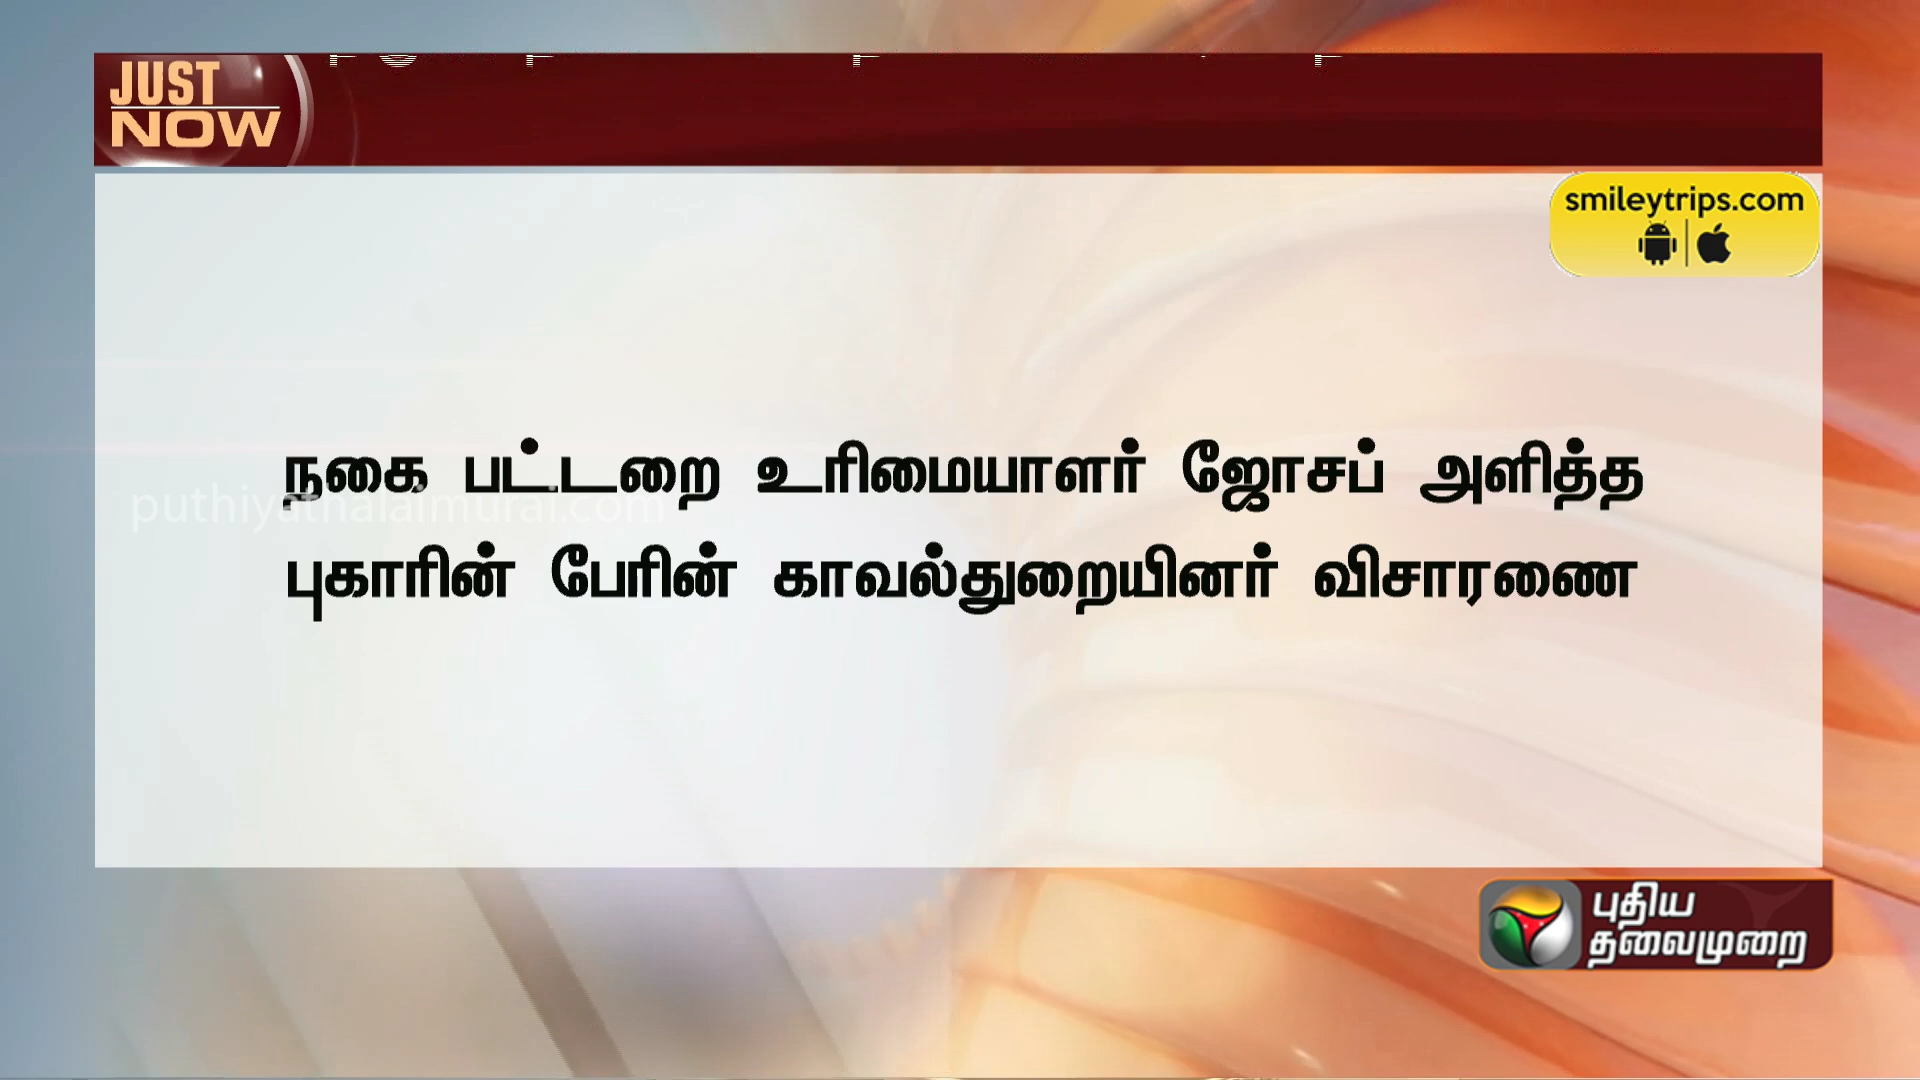 JUST
NOW
smileytrips.com
நகை பட்டறை உரிமையாளர் ஜோசப் அளித்த
puthiyathalaimurai.com
புகாரின் பேரின் காவல்துறையினர் விசாரணை
புதிய
தலைமுறை